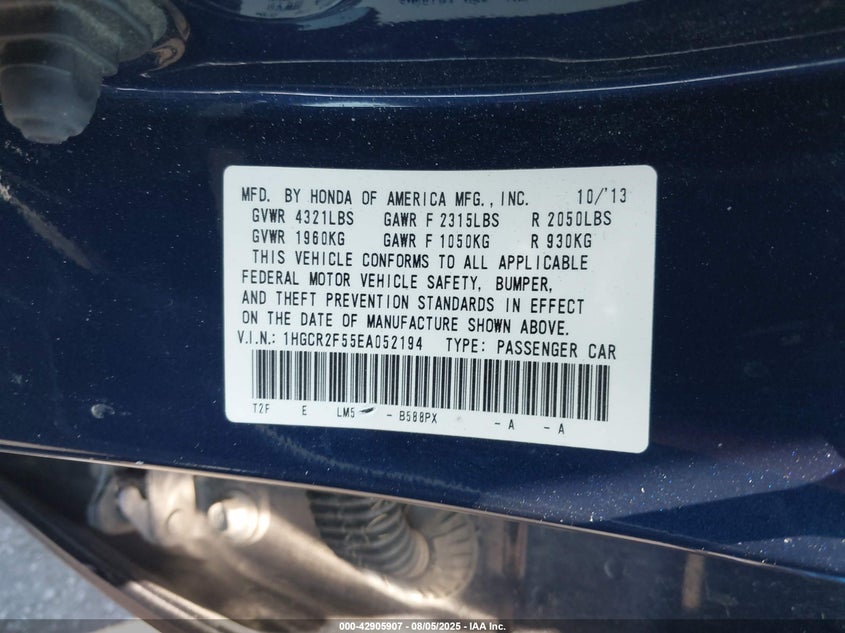 MFD. BY HONDA OF AMERICA MFG., INC. 10/'13
GVWR 4321LBS GAWR F 2315LBS R 2050LBS
GVWR 1960KG GAWR F 1050KG R 930KG
THIS VEHICLE CONFORMS TO ALL APPLICABLE
FEDERAL MOTOR VEHICLE SAFETY, BUMPER,
AND THEFT PREVENTION STANDARDS IN EFFECT
ON THE DATE OF MANUFACTURE SHOWN ABOVE.
V.I.N.: 1HGCR2F55EA052194 TYPE: PASSENGER CAR
T2F E LM5 - B588PX - A - A
000-42905907 - 08/05/2025 - IAA Inc.